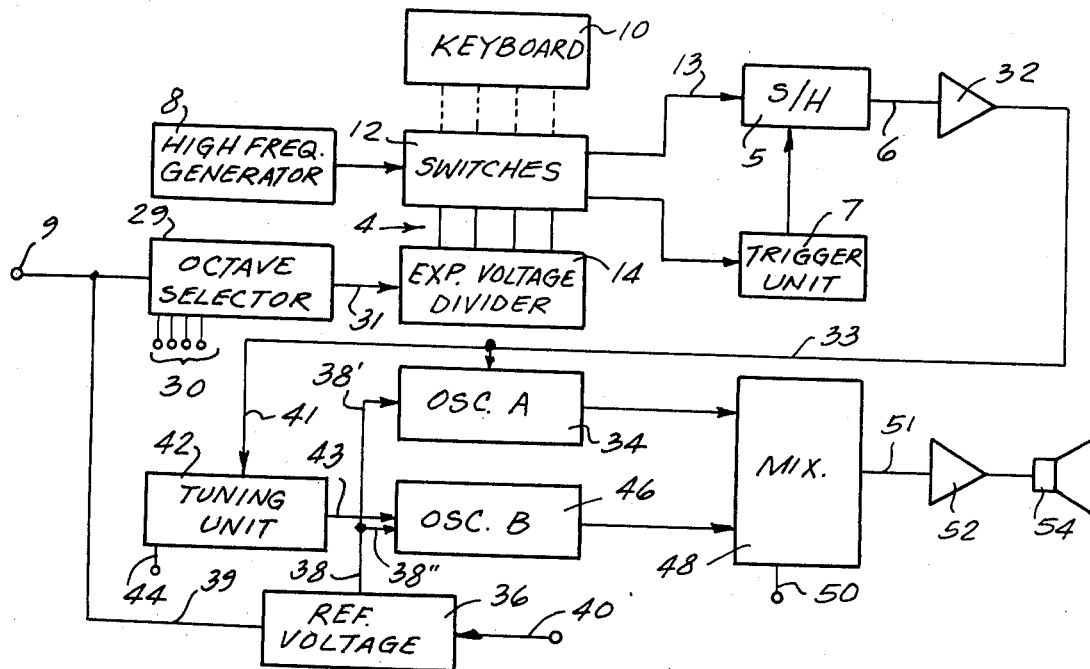 KEYBOARD
10
13
S/H
5
6
32
8
HIGH FREQ.
GENERATOR
12
SWITCHES
9
29
4
OCTAVE
SELECTOR
31
EXP. VOLTAGE
DIVIDER
14
7
TRIGGER
UNIT
30
33
38'
OSC. A
34
41
42
43
TUNING
UNIT
44
OSC. B
46
38
38"
MIX.
48
50
51
52
54
39
REF.
VOLTAGE
36
40